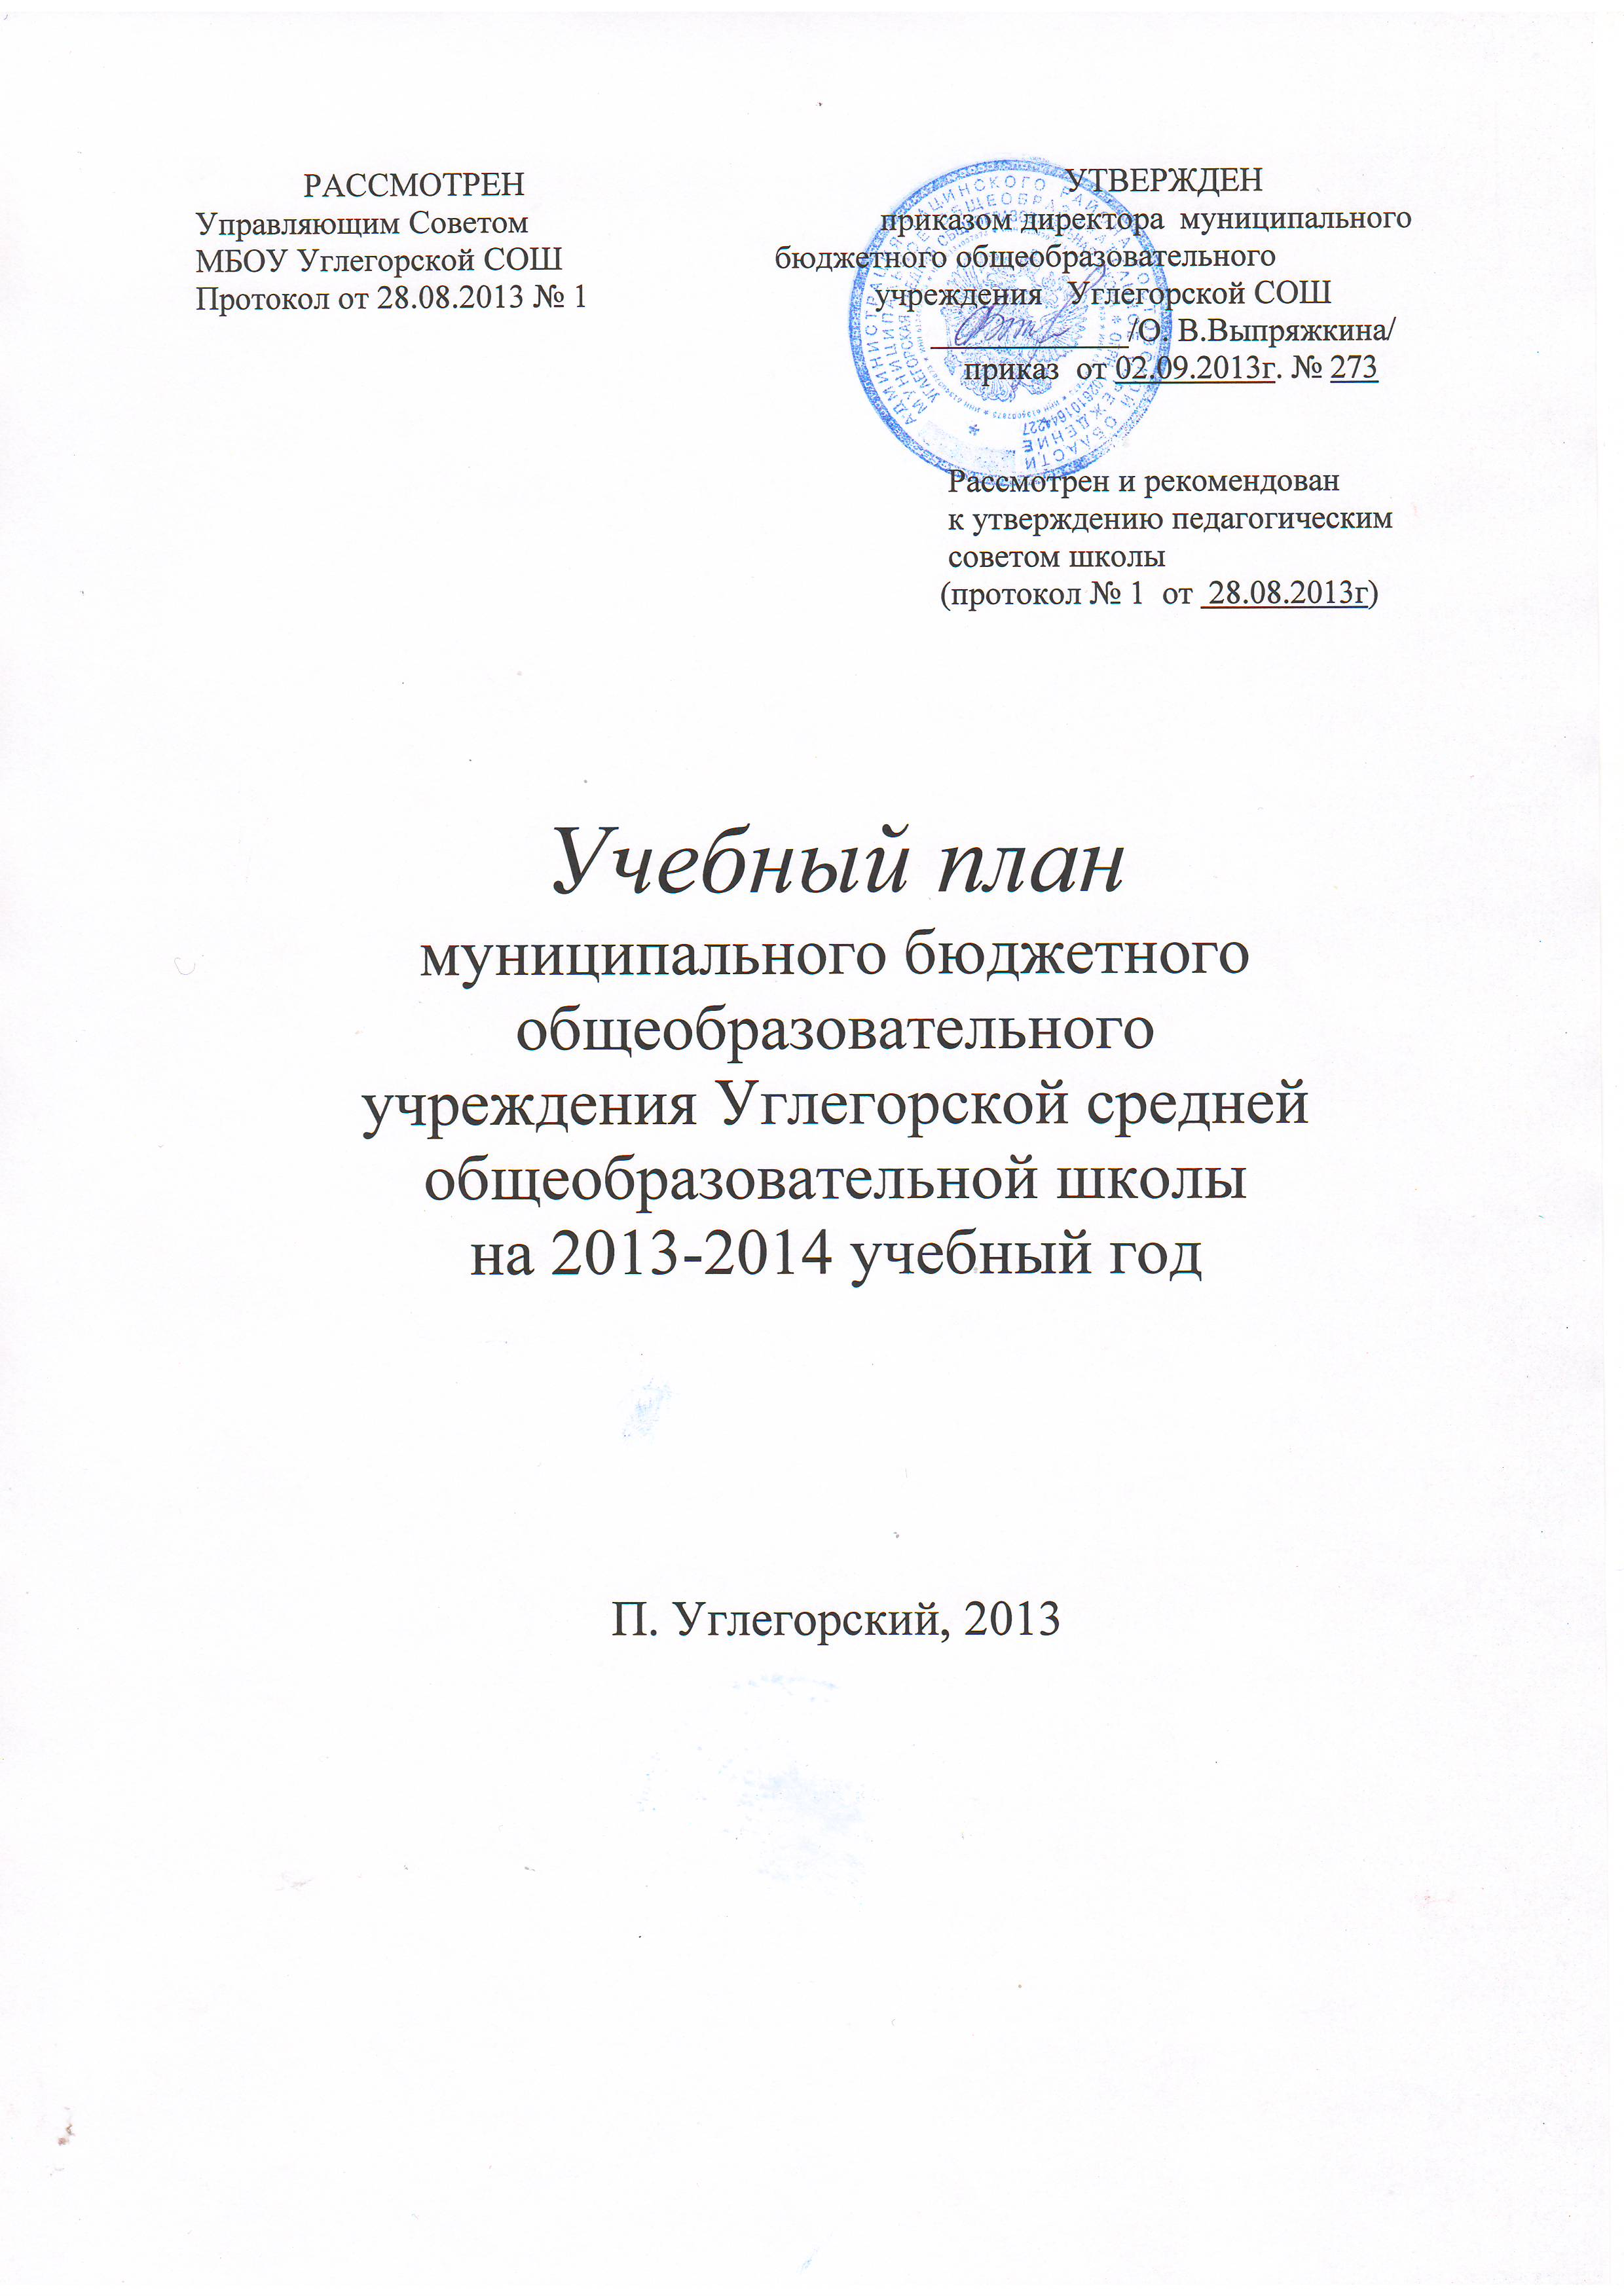 РАССМОТРЕН
Управляющим Советом
МБОУ Углегорской СОШ
Протокол от 28.08.2013 № 1
УТВЕРЖДЕН
приказом директора муниципального
бюджетного общеобразовательного
учреждения Углегорской СОШ
/О. В.Выпряжкина/
приказ от 02.09.2013г. № 273
Рассмотрен и рекомендован
к утверждению педагогическим
советом школы
(протокол № 1 от 28.08.2013г)
Учебный план
муниципального бюджетного
общеобразовательного
учреждения Углегорской средней
общеобразовательной школы
на 2013-2014 учебный год
П. Углегорский, 2013